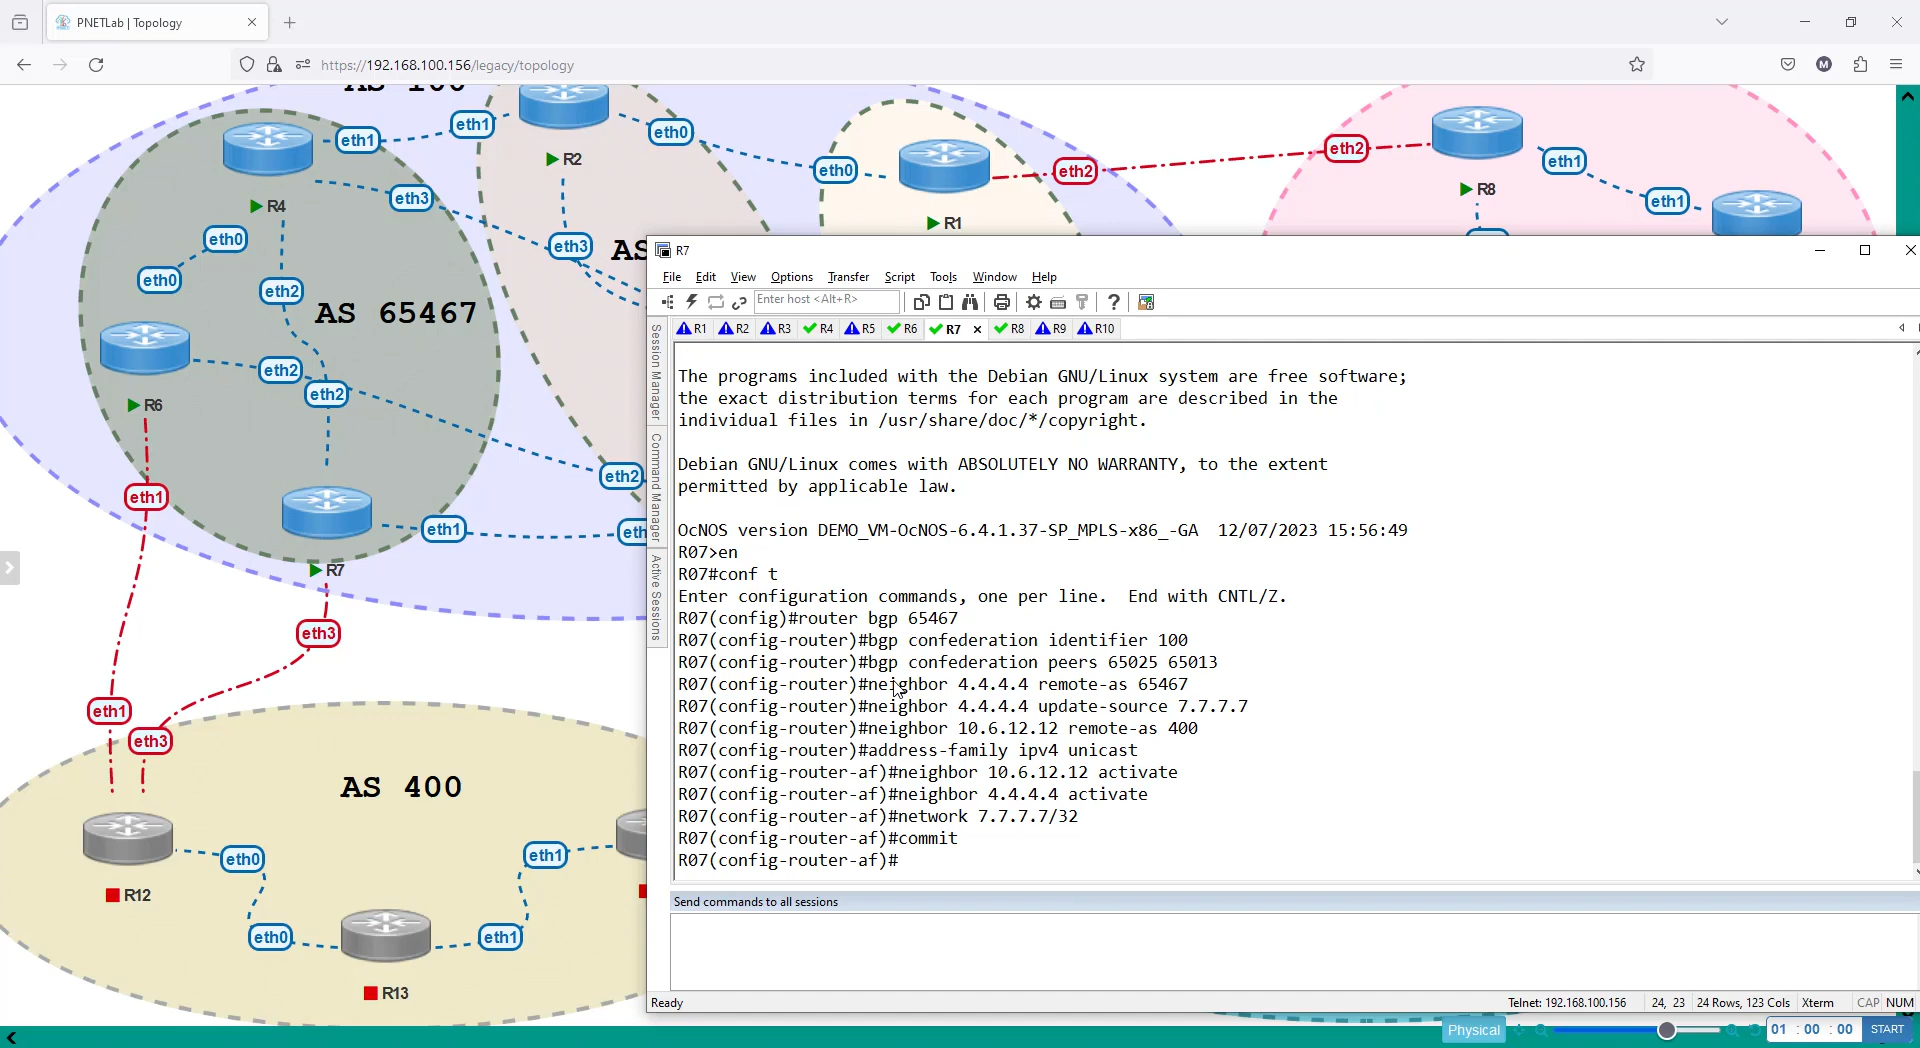 PNETLab | Topology
https://192.168.100.156/legacy/topology
AS 100
eth1
eth1
eth0
eth0
eth2
eth2
eth1
eth1
R2
R4
R1
R8
eth3
eth0
eth0
eth3
AS
eth2
AS 65467
eth2
eth2
eth2
R6
eth1
eth1
eth
R7
eth3
eth1
eth3
AS 400
eth0
eth1
R12
eth0
eth1
R13
R7
File Edit View Options Transfer Script Tools Window Help
Enter host <Alt+R>
R1 R2 R3 R4 R5 R6 R7 R8 R9 R10
Session Manager
Command Manager
Active Sessions
The programs included with the Debian GNU/Linux system are free software;
the exact distribution terms for each program are described in the
individual files in /usr/share/doc/*/copyright.
Debian GNU/Linux comes with ABSOLUTELY NO WARRANTY, to the extent
permitted by applicable law.
OcNOS version DEMO_VM-OcNOS-6.4.1.37-SP_MPLS-x86_-GA  12/07/2023 15:56:49
R07>en
R07#conf t
Enter configuration commands, one per line.  End with CNTL/Z.
R07(config)#router bgp 65467
R07(config-router)#bgp confederation identifier 100
R07(config-router)#bgp confederation peers 65025 65013
R07(config-router)#neighbor 4.4.4.4 remote-as 65467
R07(config-router)#neighbor 4.4.4.4 update-source 7.7.7.7
R07(config-router)#neighbor 10.6.12.12 remote-as 400
R07(config-router)#address-family ipv4 unicast
R07(config-router-af)#neighbor 10.6.12.12 activate
R07(config-router-af)#neighbor 4.4.4.4 activate
R07(config-router-af)#network 7.7.7.7/32
R07(config-router-af)#commit
R07(config-router-af)#
Send commands to all sessions
Ready
Telnet: 192.168.100.156 24, 23 24 Rows, 123 Cols Xterm CAP NUM
Physical
01 : 00 : 00 START